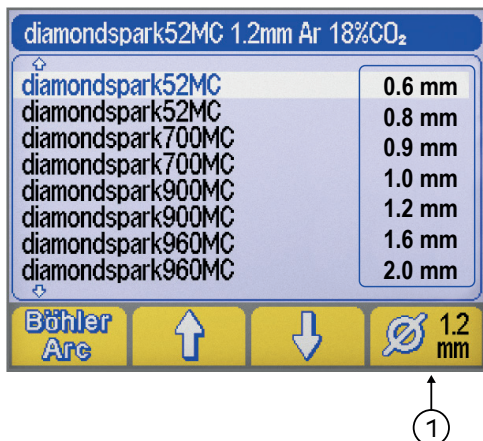 diamondspark52MC 1.2mm Ar 18%CO₂
diamondspark52MC
diamondspark52MC
diamondspark700MC
diamondspark700MC
diamondspark900MC
diamondspark900MC
diamondspark960MC
diamondspark960MC
0.6 mm
0.8 mm
0.9 mm
1.0 mm
1.2 mm
1.6 mm
2.0 mm
Böhler
Arc
Ø 1.2
mm
1